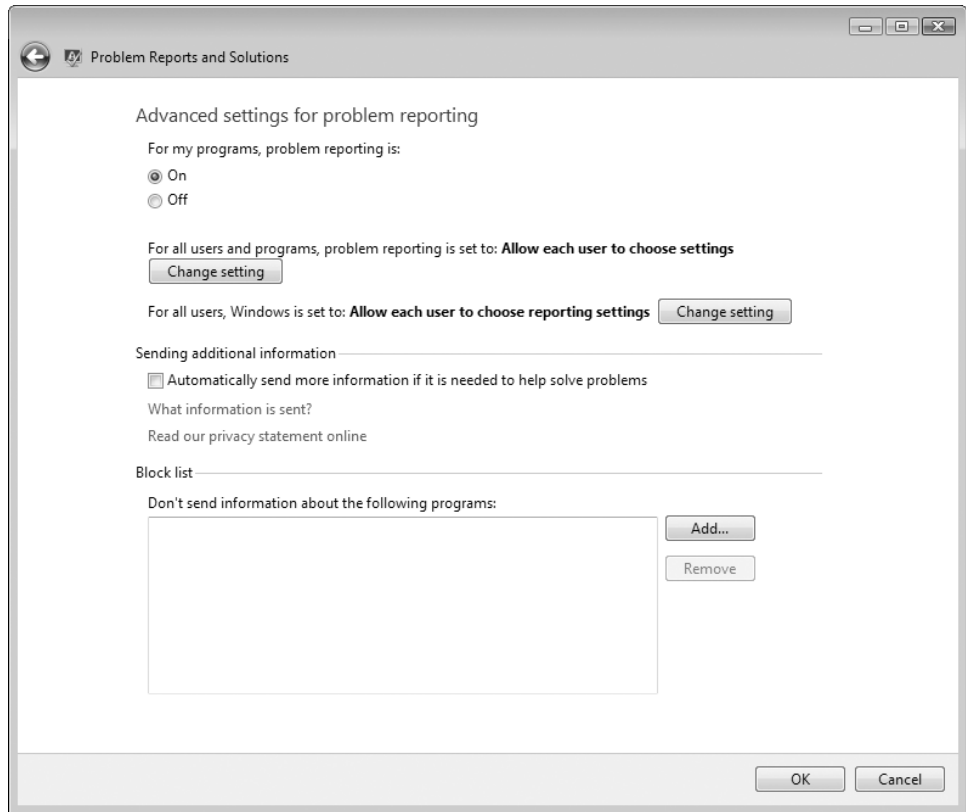 Problem Reports and Solutions
Advanced settings for problem reporting
For my programs, problem reporting is:
On
Off
For all users and programs, problem reporting is set to: Allow each user to choose settings
Change setting
For all users, Windows is set to: Allow each user to choose reporting settings Change setting
Sending additional information
Automatically send more information if it is needed to help solve problems
What information is sent?
Read our privacy statement online
Block list
Don't send information about the following programs:
Add...
Remove
OK Cancel